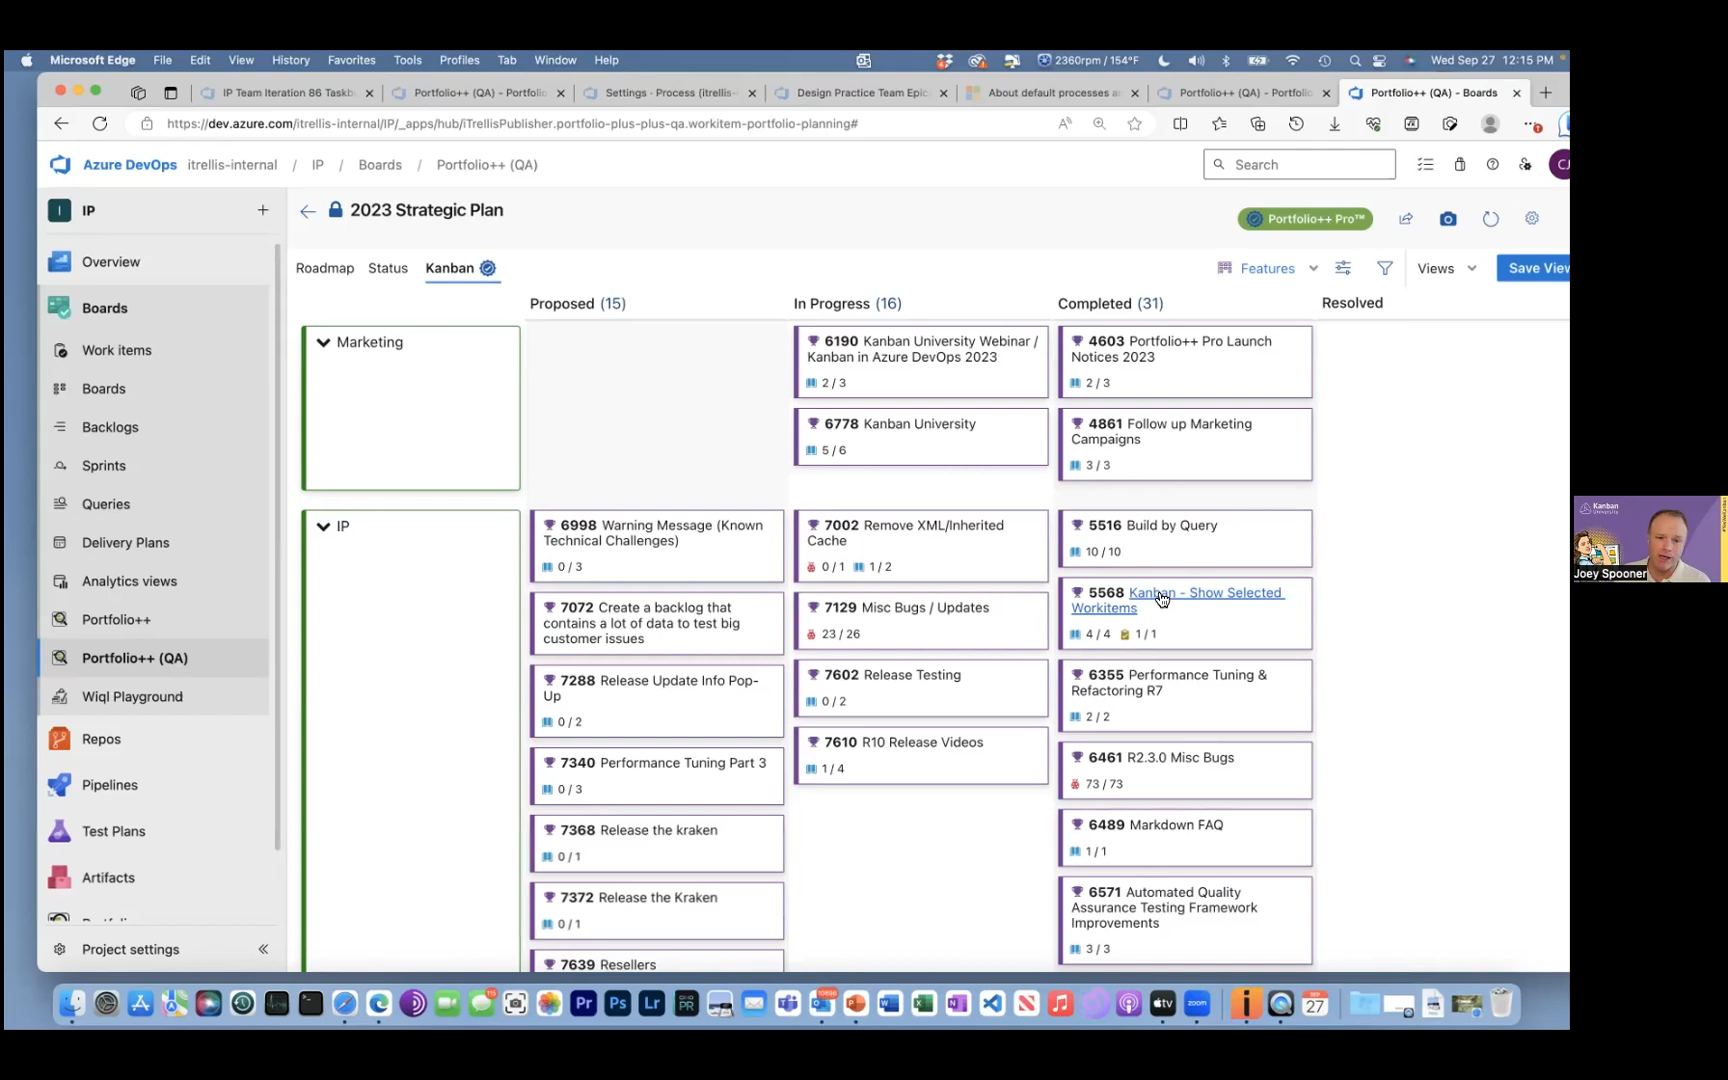 Microsoft Edge File Edit View History Favorites Tools Profiles Tab Window Help 2360rpm / 154°F Wed Sep 27 12:15 PM
IP Team Iteration 86 Taskb Portfolio++ (QA) - Portfolio Settings - Process (itrellis- Design Practice Team Epic About default processes a Portfolio++ (QA) - Portfolio Portfolio++ (QA) - Boards
https://dev.azure.com/itrellis-internal/IP/_apps/hub/iTrellisPublisher.portfolio-plus-plus-qa.workitem-portfolio-planning#
Azure DevOps itrellis-internal / IP / Boards / Portfolio++ (QA)
Search
CJ
I IP
2023 Strategic Plan
Portfolio++ Pro™
Overview
Boards
Work items
Boards
Backlogs
Sprints
Queries
Delivery Plans
Analytics views
Portfolio++
Portfolio++ (QA)
Wiql Playground
Repos
Pipelines
Test Plans
Artifacts
Project settings
Roadmap Status Kanban
Features
Views
Save View
Proposed (15) In Progress (16) Completed (31) Resolved
Marketing
6190 Kanban University Webinar /
Kanban in Azure DevOps 2023
2 / 3
6778 Kanban University
5 / 6
4603 Portfolio++ Pro Launch
Notices 2023
2 / 3
4861 Follow up Marketing
Campaigns
3 / 3
IP
6998 Warning Message (Known
Technical Challenges)
0 / 3
7072 Create a backlog that
contains a lot of data to test big
customer issues
7288 Release Update Info Pop-
Up
0 / 2
7340 Performance Tuning Part 3
0 / 3
7368 Release the kraken
0 / 1
7372 Release the Kraken
0 / 1
7639 Resellers
7002 Remove XML/Inherited
Cache
0 / 1 1 / 2
7129 Misc Bugs / Updates
23 / 26
7602 Release Testing
0 / 2
7610 R10 Release Videos
1 / 4
5516 Build by Query
10 / 10
5568 Kanban - Show Selected
Workitems
4 / 4 1 / 1
6355 Performance Tuning &
Refactoring R7
2 / 2
6461 R2.3.0 Misc Bugs
73 / 73
6489 Markdown FAQ
1 / 1
6571 Automated Quality
Assurance Testing Framework
Improvements
3 / 3
Kanban
University
Joey Spooner
Pr Ps Lr PR tv zoom
SEP
27